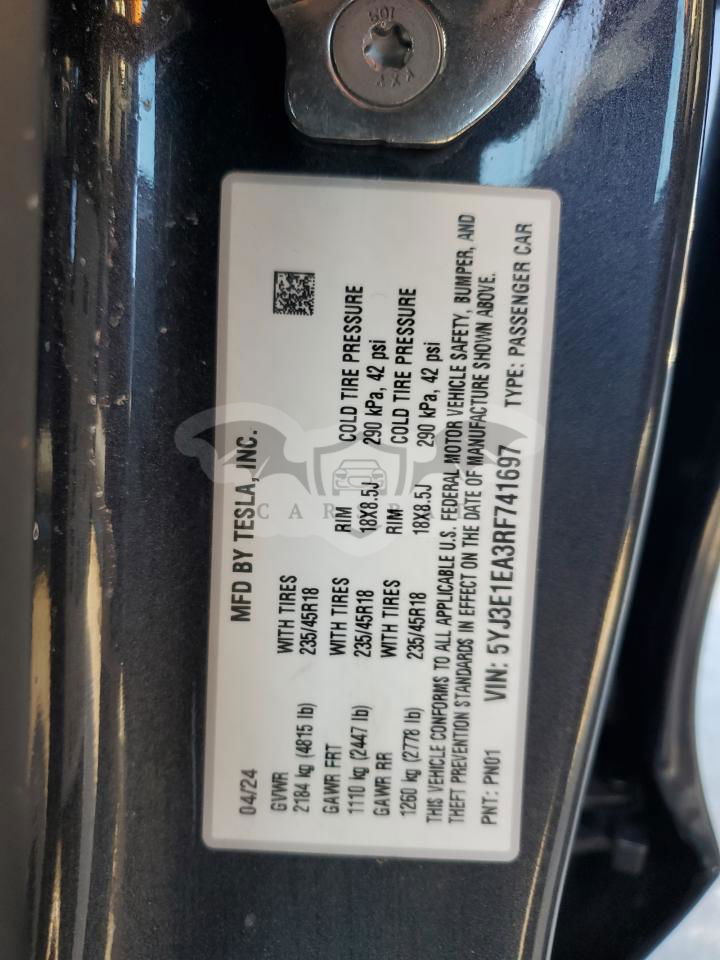 109
KXY
MFD BY TESLA, INC.
04/24
GVWR WITH TIRES
2184 kg (4815 lb) 235/45R18
GAWR FRT WITH TIRES RIM COLD TIRE PRESSURE
1110 kg (2447 lb) 235/45R18 18X8.5J 290 kPa, 42 psi
GAWR RR WITH TIRES RIM COLD TIRE PRESSURE
1260 kg (2778 lb) 235/45R18 18X8.5J 290 kPa, 42 psi
THIS VEHICLE CONFORMS TO ALL APPLICABLE U.S. FEDERAL MOTOR VEHICLE SAFETY, BUMPER, AND
THEFT PREVENTION STANDARDS IN EFFECT ON THE DATE OF MANUFACTURE SHOWN ABOVE.
PNT: PN01 VIN: 5YJ3E1EA3RF741697 TYPE: PASSENGER CAR